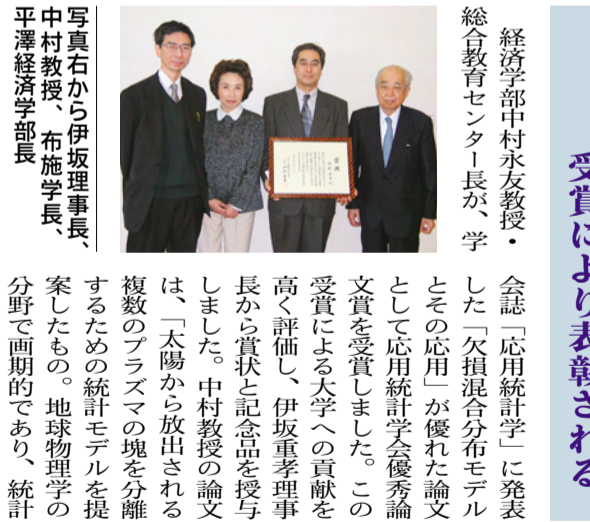 受賞により表彰される
経済学部中村永友教授・
総合教育センター長が、学
会誌「応用統計学」に発表
した「欠損混合分布モデル
とその応用」が優れた論文
として応用統計学会優秀論
文賞を受賞しました。この
受賞による大学への貢献を
高く評価し、伊坂重孝理事
長から賞状と記念品を授与
しました。中村教授の論文
は、「太陽から放出される
複数のプラズマの塊を分離
するための統計モデルを提
案したもの。地球物理学の
分野で画期的であり、統計
写真右から伊坂理事長、
中村教授、布施学長、
平澤経済学部長